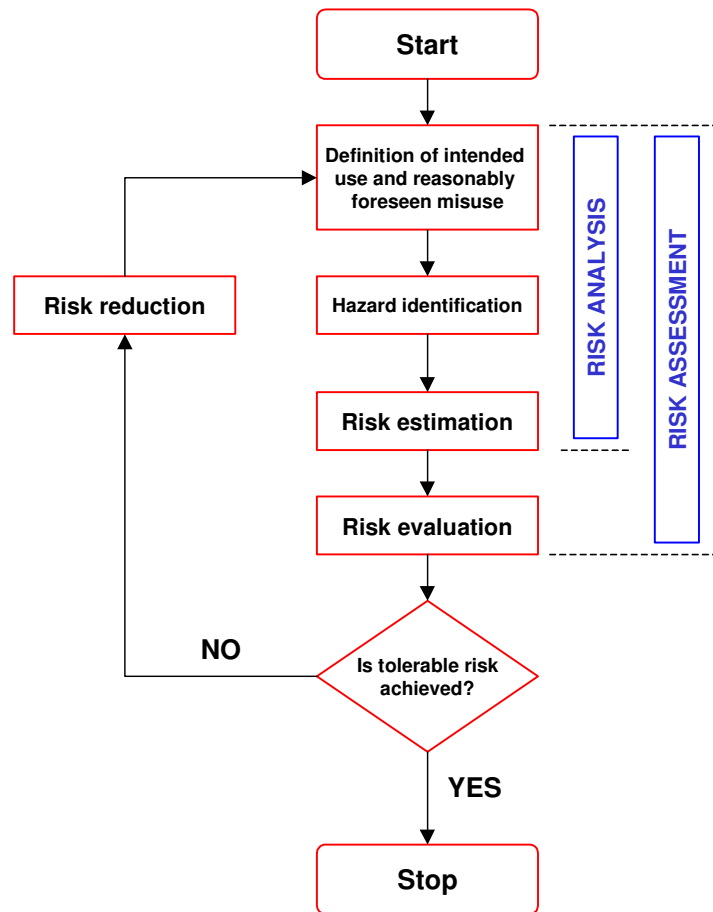 Start
Definition of intended
use and reasonably
foreseen misuse
Risk reduction
Hazard identification
Risk estimation
Risk evaluation
RISK ANALYSIS
RISK ASSESSMENT
NO
Is tolerable risk
achieved?
YES
Stop